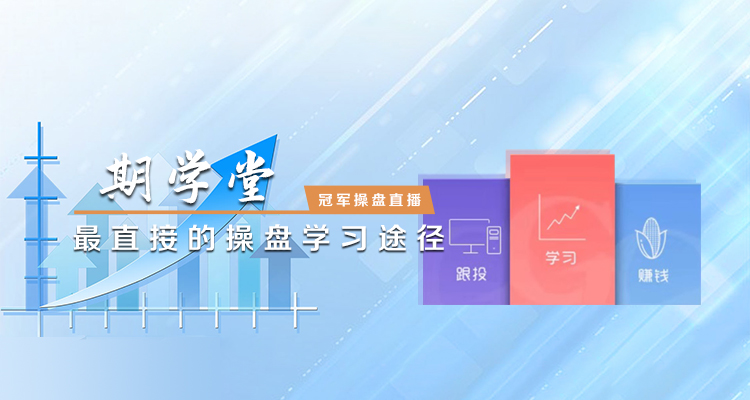 期学堂
冠军操盘直播
最直接的操盘学习途径
跟投
学习
赚钱